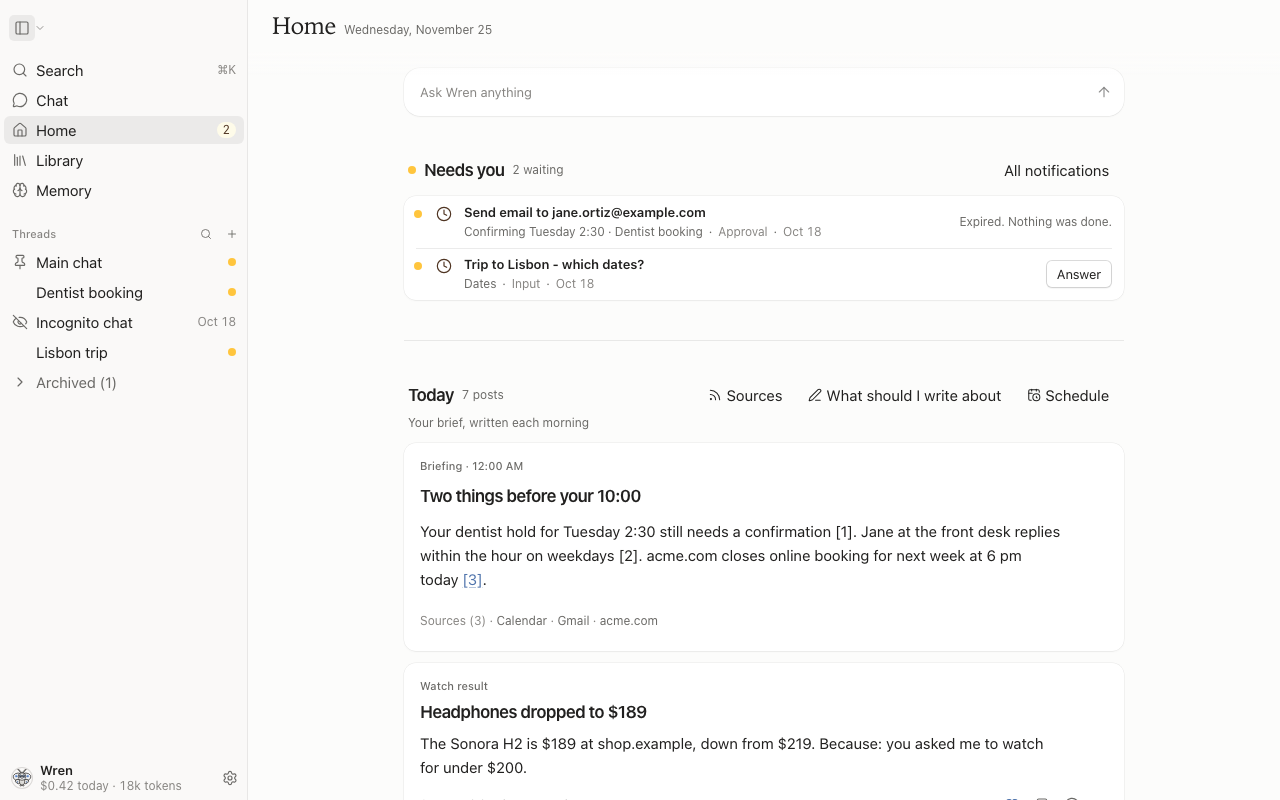 Home Wednesday, November 25
Search ⌘K
Chat
Home 2
Library
Memory
Threads
Main chat
Dentist booking
Incognito chat Oct 18
Lisbon trip
Archived (1)
Wren
$0.42 today · 18k tokens
Ask Wren anything
Needs you 2 waiting All notifications
Send email to jane.ortiz@example.com
Confirming Tuesday 2:30 · Dentist booking · Approval · Oct 18
Expired. Nothing was done.
Trip to Lisbon - which dates?
Dates · Input · Oct 18
Answer
Today 7 posts Sources What should I write about Schedule
Your brief, written each morning
Briefing · 12:00 AM
Two things before your 10:00
Your dentist hold for Tuesday 2:30 still needs a confirmation [1]. Jane at the front desk replies
within the hour on weekdays [2]. acme.com closes online booking for next week at 6 pm
today [3].
Sources (3) · Calendar · Gmail · acme.com
Watch result
Headphones dropped to $189
The Sonora H2 is $189 at shop.example, down from $219. Because: you asked me to watch
for under $200.